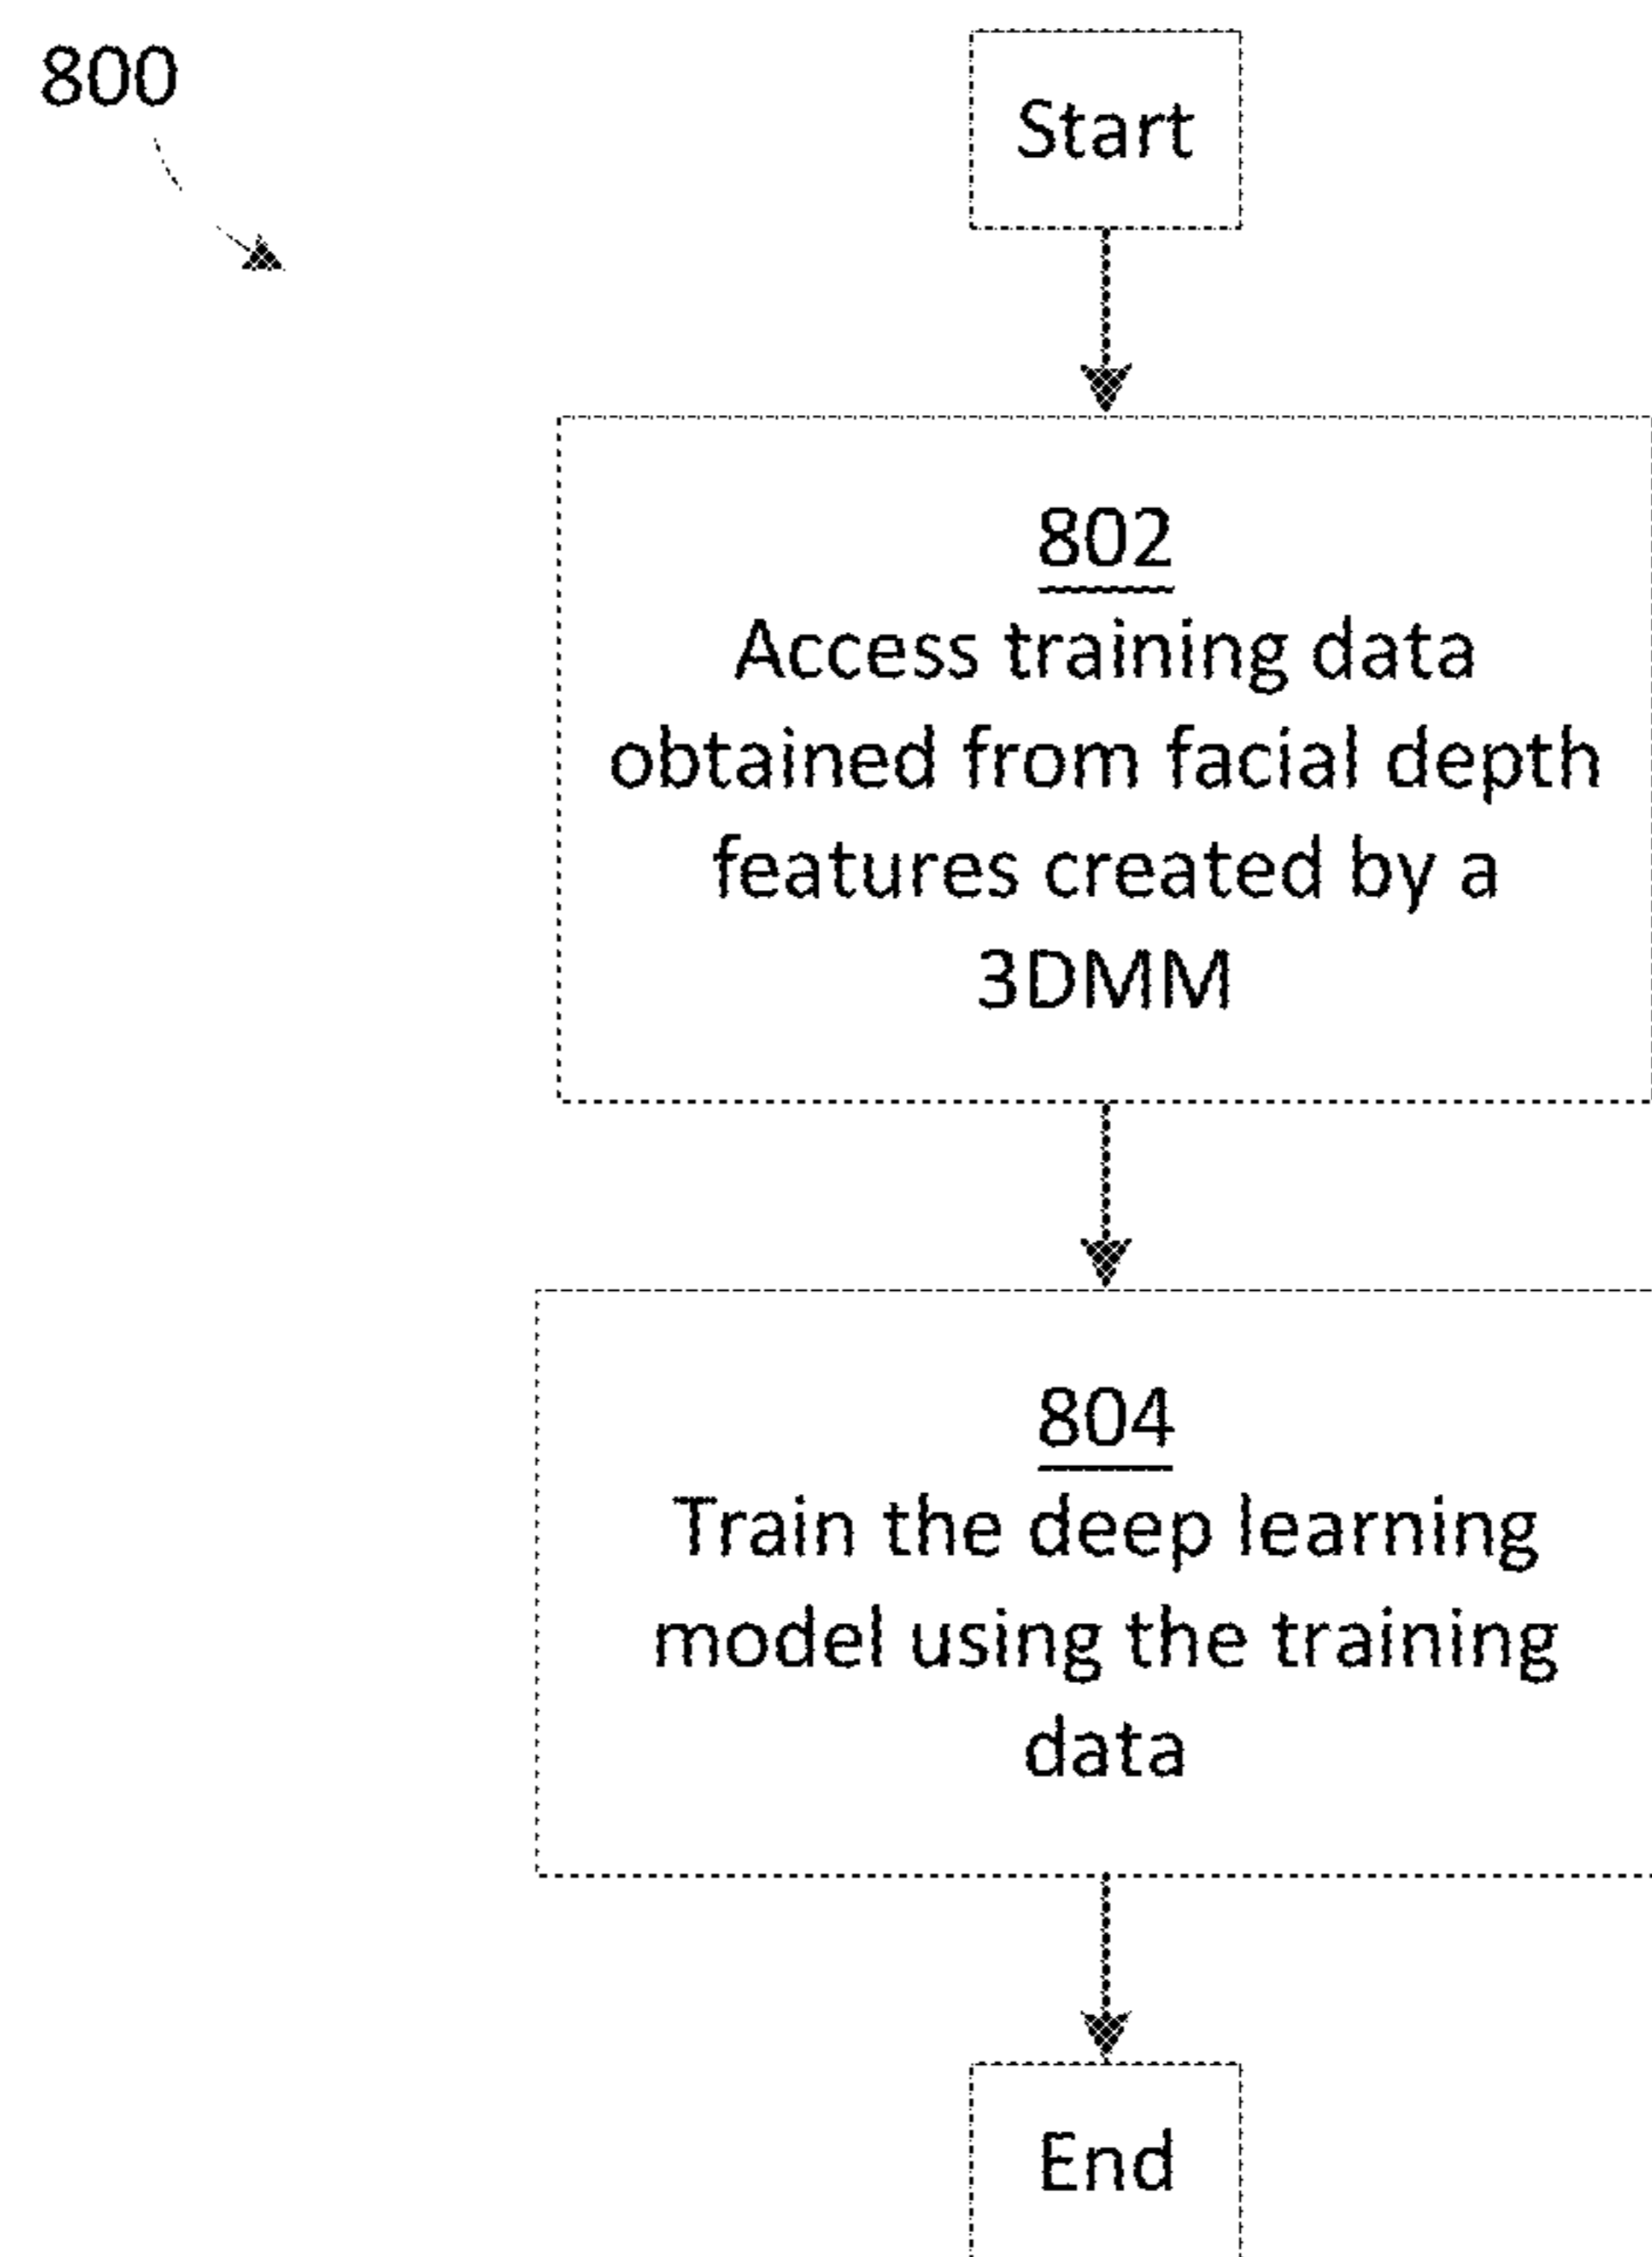 800
Start
802
Access training data
obtained from facial depth
features created by a
3DMM
804
Train the deep learning
model using the training
data
End